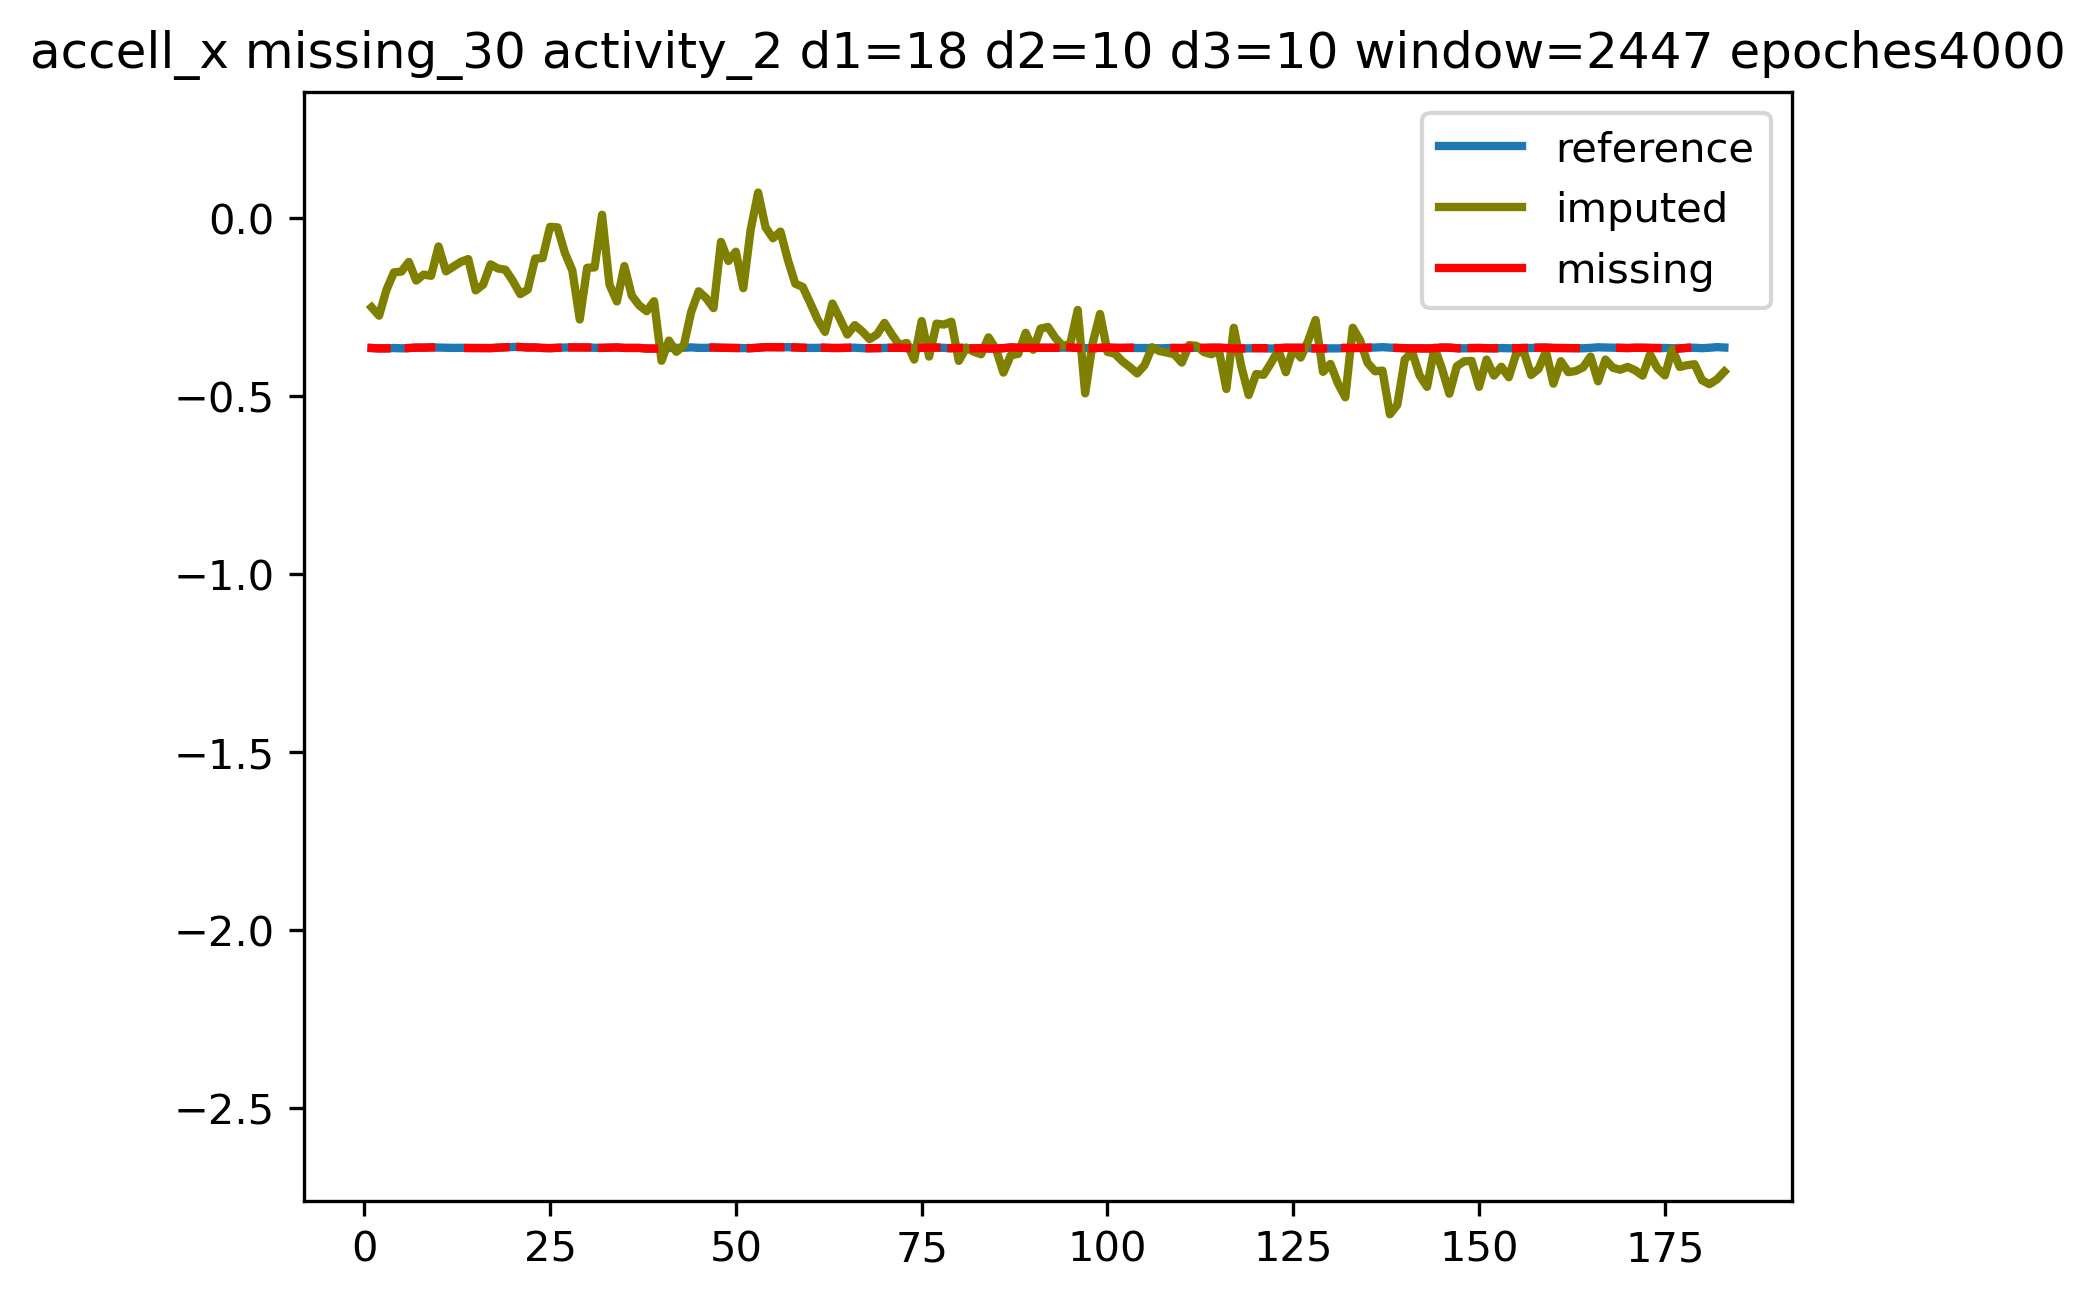 accell_x missing_30 activity_2 d1=18 d2=10 d3=10 window=2447 epoches4000
reference
imputed
missing
0.0
−0.5
−1.0
−1.5
−2.0
−2.5
0 25 50 75 100 125 150 175